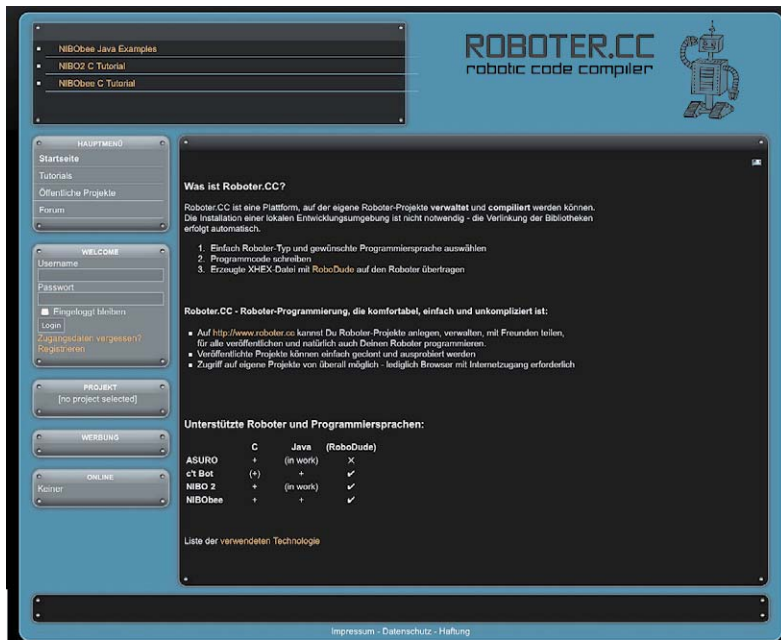 NIBObee Java Examples
NIBO2 C Tutorial
NIBObee C Tutorial
ROBOTER.CC
robotic code compiler
HAUPTMENÜ
Startseite
Tutorials
Öffentliche Projekte
Forum
WELCOME
Username
Passwort
Eingeloggt bleiben
Login
Zugangsdaten vergessen?
Registrieren
PROJEKT
[no project selected]
WERBUNG
ONLINE
Keiner
Was ist Roboter.CC?
Roboter.CC ist eine Plattform, auf der eigene Roboter-Projekte verwaltet und compiliert werden können.
Die Installation einer lokalen Entwicklungsumgebung ist nicht notwendig - die Verlinkung der Bibliotheken
erfolgt automatisch.
1. Einfach Roboter-Typ und gewünschte Programmiersprache auswählen
2. Programmcode schreiben
3. Erzeugte XHEX-Datei mit RoboDude auf den Roboter übertragen
Roboter.CC - Roboter-Programmierung, die komfortabel, einfach und unkompliziert ist:
Auf http://www.roboter.cc kannst Du Roboter-Projekte anlegen, verwalten, mit Freunden teilen,
für alle veröffentlichen und natürlich auch Deinen Roboter programmieren.
Veröffentlichte Projekte können einfach geclont und ausprobiert werden
Zugriff auf eigene Projekte von überall möglich - lediglich Browser mit Internetzugang erforderlich
Unterstützte Roboter und Programmiersprachen:
C Java (RoboDude)
ASURO + (in work) ✕
c't Bot (+) + ✔
NIBO 2 + (in work) ✔
NIBObee + + ✔
Liste der verwendeten Technologie
Impressum - Datenschutz - Haftung